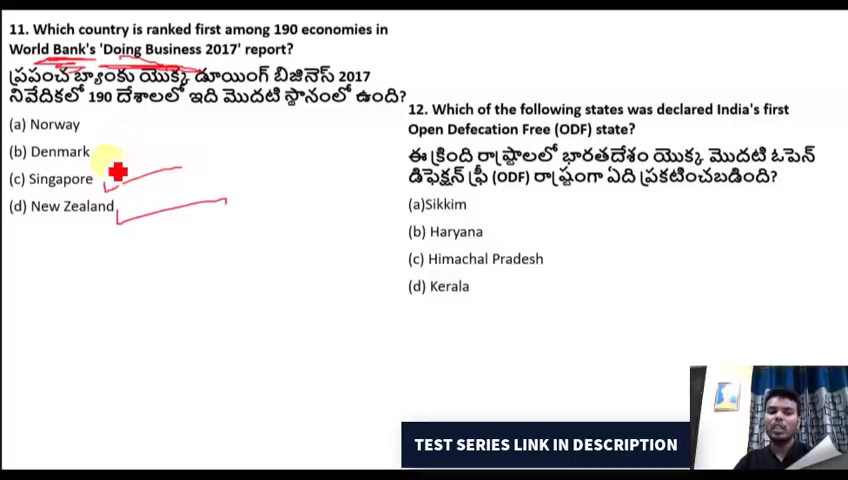 11. Which country is ranked first among 190 economies in
World Bank's 'Doing Business 2017' report?
ప్రపంచ బ్యాంకు యొక్క డూయింగ్ బిజినెస్ 2017
నివేదికలో 190 దేశాలలో ఇది మొదటి స్థానంలో ఉంది?
(a) Norway
(b) Denmark
(c) Singapore
(d) New Zealand
12. Which of the following states was declared India's first
Open Defecation Free (ODF) state?
ఈ క్రింది రాష్ట్రాలలో భారతదేశం యొక్క మొదటి ఓపెన్
డిఫెక్షన్ ఫ్రీ (ODF) రాష్ట్రంగా ఏది ప్రకటించబడింది?
(a)Sikkim
(b) Haryana
(c) Himachal Pradesh
(d) Kerala
TEST SERIES LINK IN DESCRIPTION